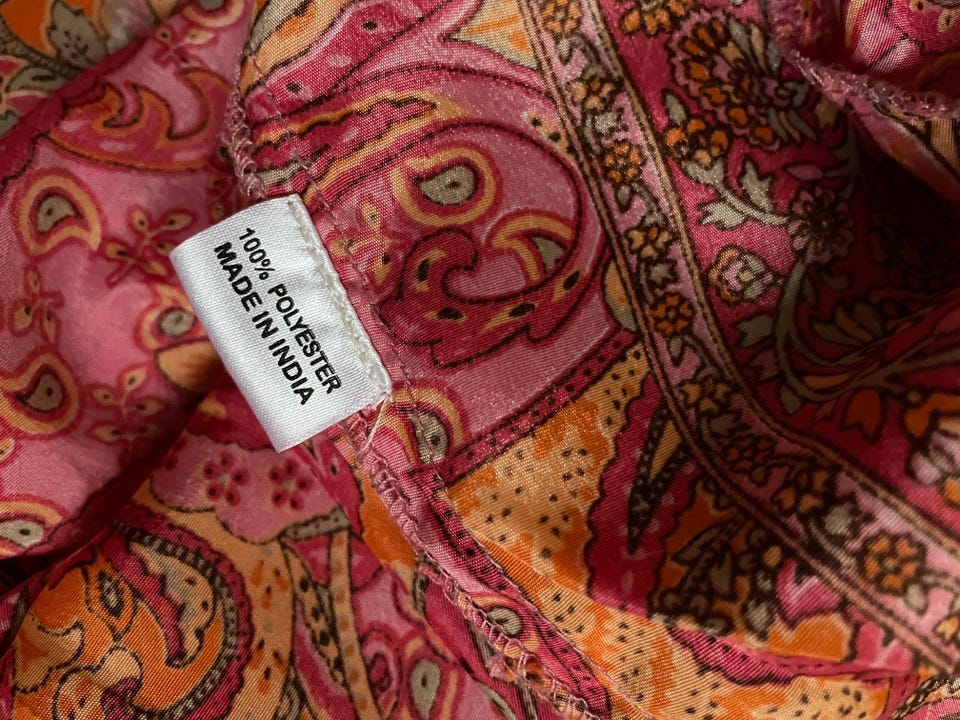 100% POLYESTER
MADE IN INDIA